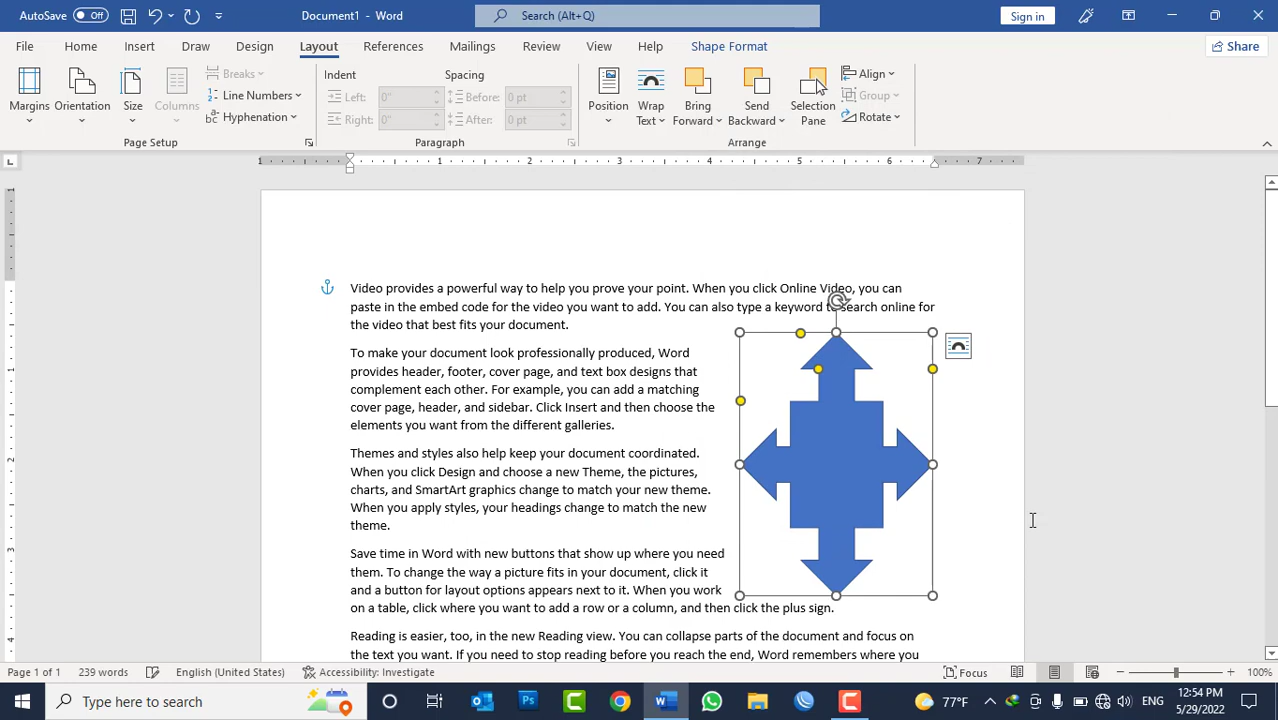 AutoSave Off Document1 - Word Search (Alt+Q) Sign in
File Home Insert Draw Design Layout References Mailings Review View Help Shape Format Share
Margins Orientation Size Columns Breaks Line Numbers Hyphenation
Page Setup
Indent Spacing
Left: 0" Before: 0 pt
Right: 0" After: 0 pt
Paragraph
Position Wrap Text Bring Forward Send Backward Selection Pane Align Group Rotate
Arrange
1 1 2 3 4 5 6 7
1
1
2
3
4
Video provides a powerful way to help you prove your point. When you click Online Video, you can
paste in the embed code for the video you want to add. You can also type a keyword to search online for
the video that best fits your document.
To make your document look professionally produced, Word
provides header, footer, cover page, and text box designs that
complement each other. For example, you can add a matching
cover page, header, and sidebar. Click Insert and then choose the
elements you want from the different galleries.
Themes and styles also help keep your document coordinated.
When you click Design and choose a new Theme, the pictures,
charts, and SmartArt graphics change to match your new theme.
When you apply styles, your headings change to match the new
theme.
Save time in Word with new buttons that show up where you need
them. To change the way a picture fits in your document, click it
and a button for layout options appears next to it. When you work
on a table, click where you want to add a row or a column, and then click the plus sign.
Reading is easier, too, in the new Reading view. You can collapse parts of the document and focus on
the text you want. If you need to stop reading before you reach the end, Word remembers where you
Page 1 of 1 239 words English (United States) Accessibility: Investigate Focus 100%
Type here to search 77°F ENG 12:54 PM
5/29/2022